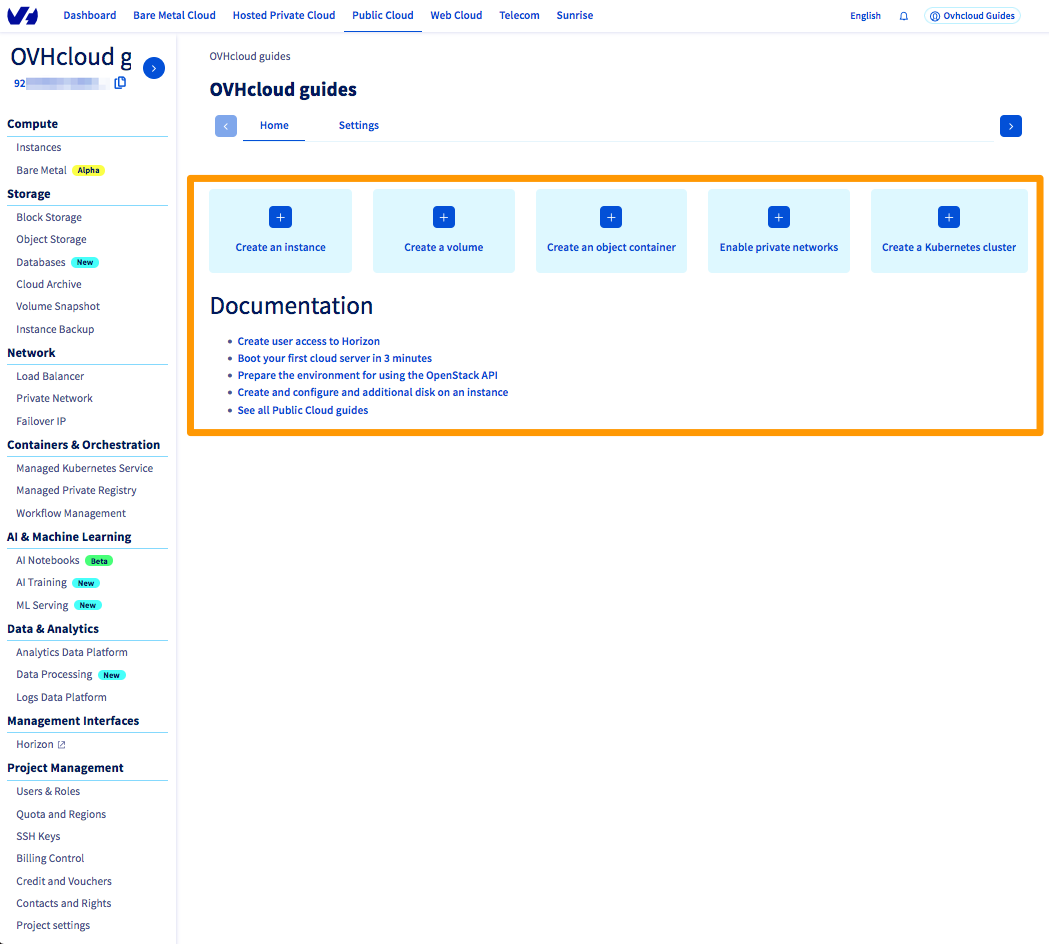 Dashboard Bare Metal Cloud Hosted Private Cloud Public Cloud Web Cloud Telecom Sunrise English Ovhcloud Guides
OVHcloud g
92
Compute
Instances
Bare Metal Alpha
Storage
Block Storage
Object Storage
Databases New
Cloud Archive
Volume Snapshot
Instance Backup
Network
Load Balancer
Private Network
Failover IP
Containers & Orchestration
Managed Kubernetes Service
Managed Private Registry
Workflow Management
AI & Machine Learning
AI Notebooks Beta
AI Training New
ML Serving New
Data & Analytics
Analytics Data Platform
Data Processing New
Logs Data Platform
Management Interfaces
Horizon
Project Management
Users & Roles
Quota and Regions
SSH Keys
Billing Control
Credit and Vouchers
Contacts and Rights
Project settings
OVHcloud guides
OVHcloud guides
Home Settings
Create an instance Create a volume Create an object container Enable private networks Create a Kubernetes cluster
Documentation
Create user access to Horizon
Boot your first cloud server in 3 minutes
Prepare the environment for using the OpenStack API
Create and configure and additional disk on an instance
See all Public Cloud guides